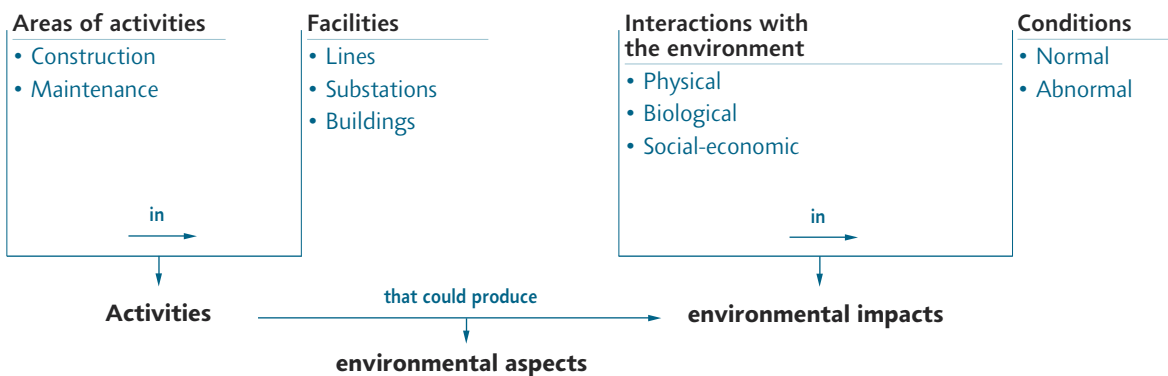 Areas of activities
• Construction
• Maintenance
Facilities
• Lines
• Substations
• Buildings
in
Activities
Interactions with
the environment
• Physical
• Biological
• Social-economic
Conditions
• Normal
• Abnormal
in
that could produce
environmental impacts
environmental aspects